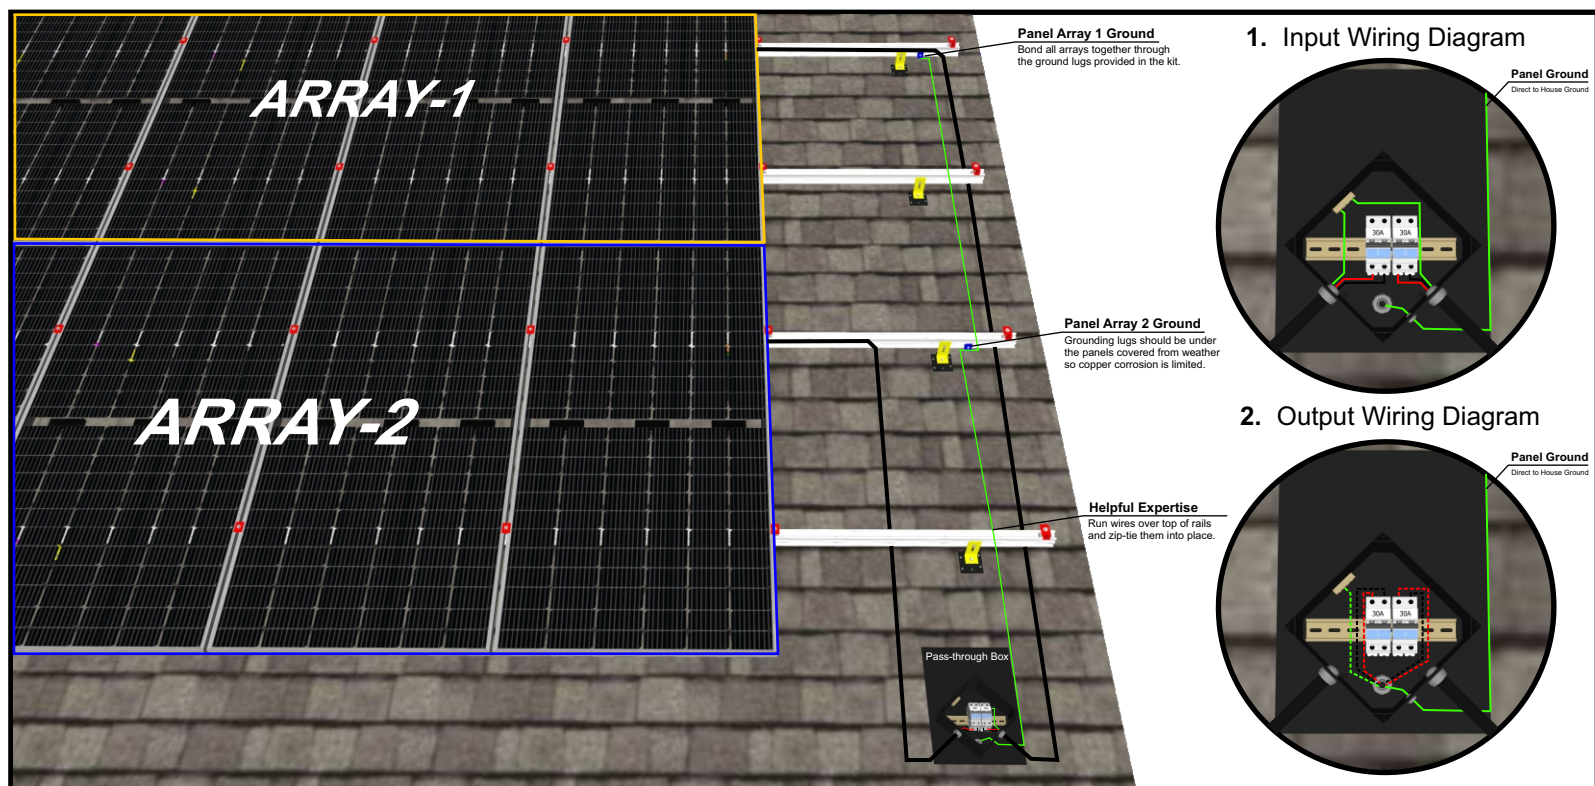 ARRAY-1
ARRAY-2
Panel Array 1 Ground
Bond all arrays together through
the ground lugs provided in the kit.
Panel Array 2 Ground
Grounding lugs should be under
the panels covered from weather
so copper corrosion is limited.
Helpful Expertise
Run wires over top of rails
and zip-tie them into place.
Pass-through Box
1. Input Wiring Diagram
Panel Ground
Direct to House Ground
30A 30A
2. Output Wiring Diagram
Panel Ground
Direct to House Ground
30A 30A